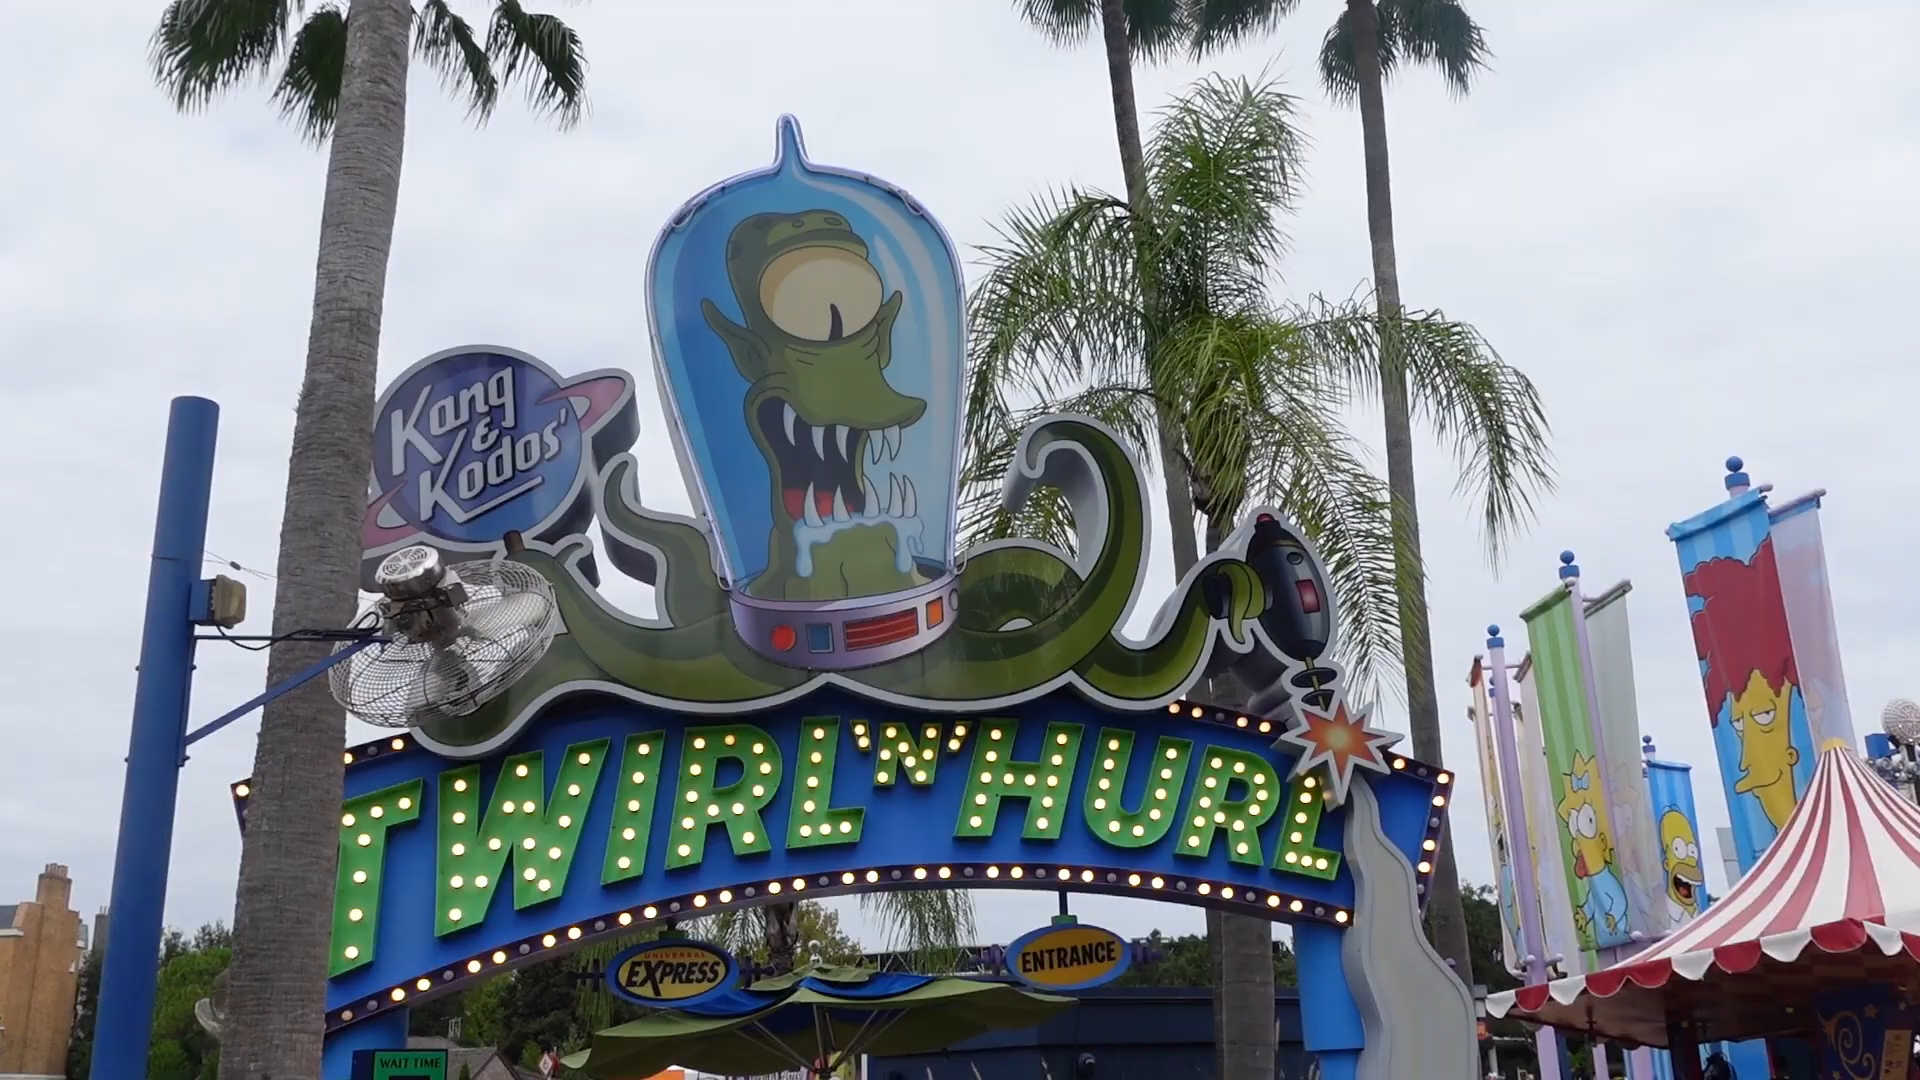 Kang
&
Kodos'
TWIRL 'N' HURL
UNIVERSAL
EXPRESS
ENTRANCE
WAIT TIME